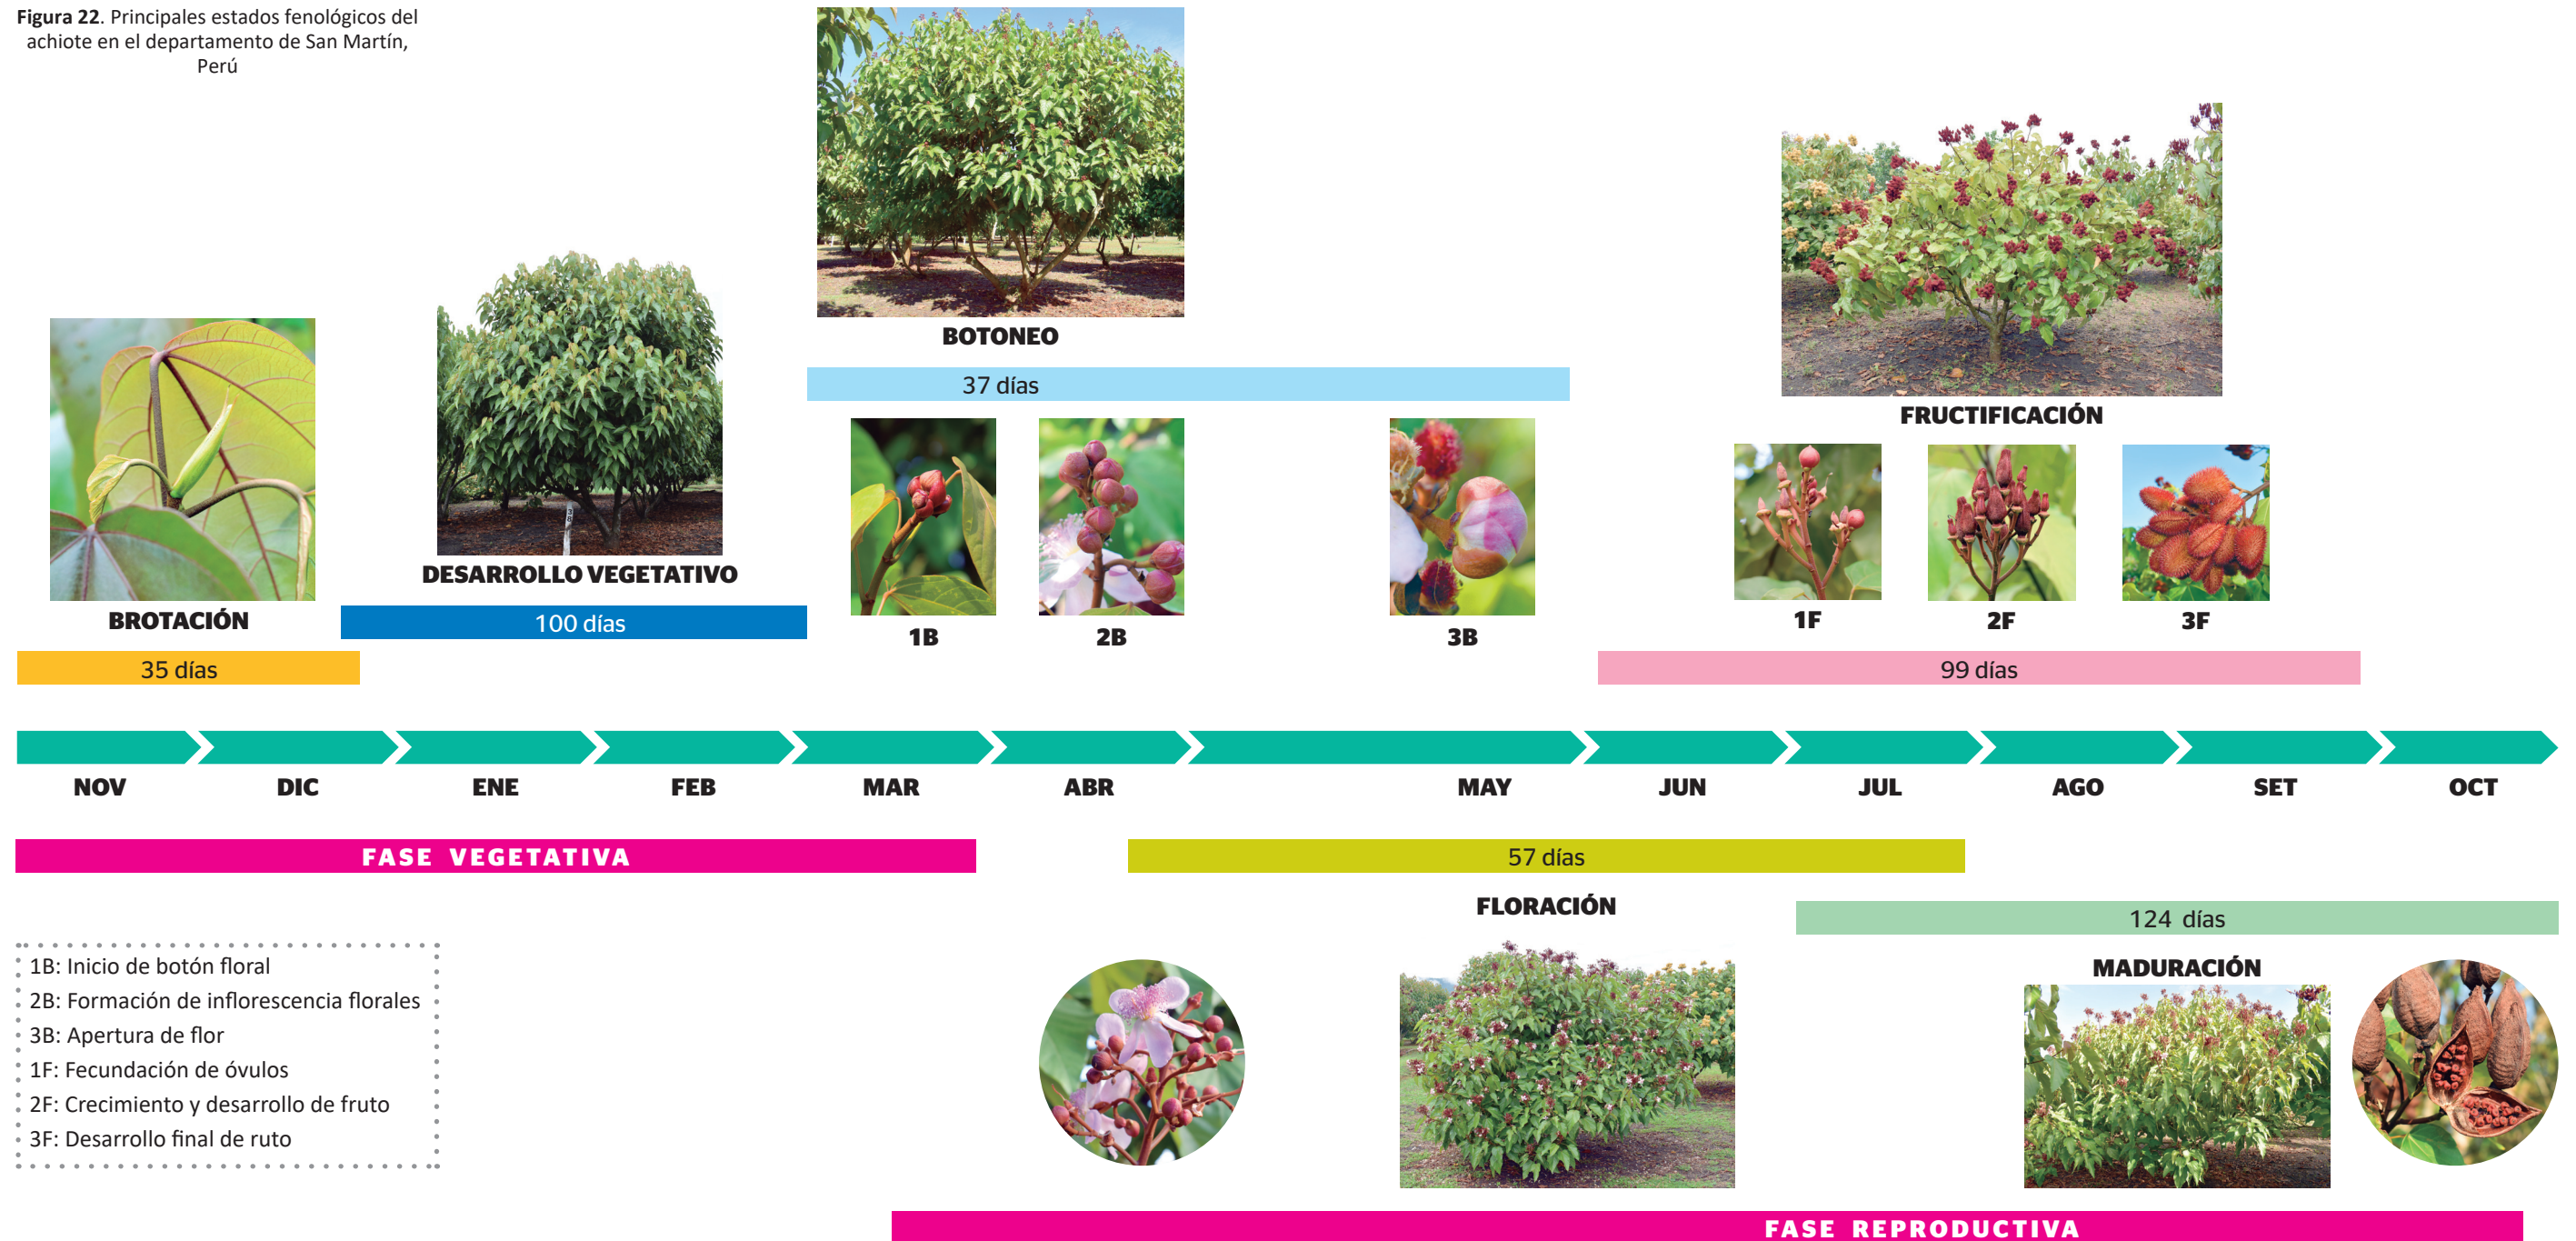 Figura 22. Principales estados fenológicos del
achiote en el departamento de San Martín,
Perú
BOTONEO
37 días
FRUCTIFICACIÓN
DESARROLLO VEGETATIVO
100 días
BROTACIÓN
35 días
1B
2B
3B
1F
2F
3F
99 días
NOV
DIC
ENE
FEB
MAR
ABR
MAY
JUN
JUL
AGO
SET
OCT
FASE VEGETATIVA
57 días
FLORACIÓN
124 días
MADURACIÓN
1B: Inicio de botón floral
2B: Formación de inflorescencia florales
3B: Apertura de flor
1F: Fecundación de óvulos
2F: Crecimiento y desarrollo de fruto
3F: Desarrollo final de ruto
FASE REPRODUCTIVA